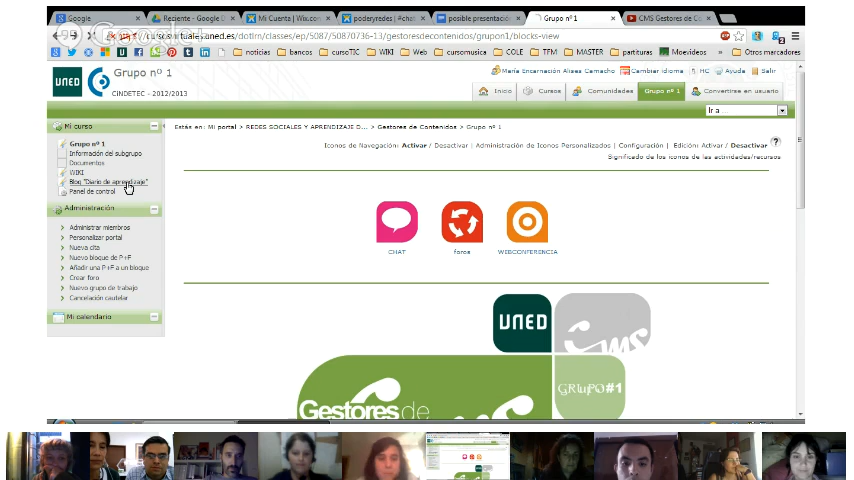 Google
Reciente - Google D
Mi Cuenta | Wix.co
poderyredes | #chat
posible presentación
Grupo nº 1
CMS Gestores de Co
.uned.es/dotlrn/classes/ep/5087/50870736-13/gestoresdecontenidos/grupon1/blocks-view
noticias
bancos
cursoTIC
WIKI
Web
cursomusica
COLE
TFM
MASTER
partituras
Moevideos
»
Otros marcadores
UNED
Grupo nº 1
CINDETEC - 2012/2013
María Encarnación Alisea Camacho
Cambiar idioma
HC
Ayuda
Salir
Inicio
Cursos
Comunidades
Grupo nº 1
Convertirse en usuario
Ir a ...
Mi curso
Estás en: Mi portal > REDES SOCIALES Y APRENDIZAJE D... > Gestores de Contenidos > Grupo nº 1
Grupo nº 1
Información del subgrupo
Documentos
WIKI
Blog "Diario de aprendizaje"
Panel de control
Iconos de Navegación: Activar / Desactivar | Administración de Iconos Personalizados | Configuración | Edición: Activar / Desactivar ?
Significado de los iconos de las actividades/recursos
Administración
Administrar miembros
Personalizar portal
Nueva cita
Nuevo bloque de P+F
Añadir una P+F a un bloque
Crear foro
Nuevo grupo de trabajo
Cancelación cautelar
Mi calendario
CHAT
foros
WEBCONFERENCIA
UNED
cms
GRUPO#1
Gestores de